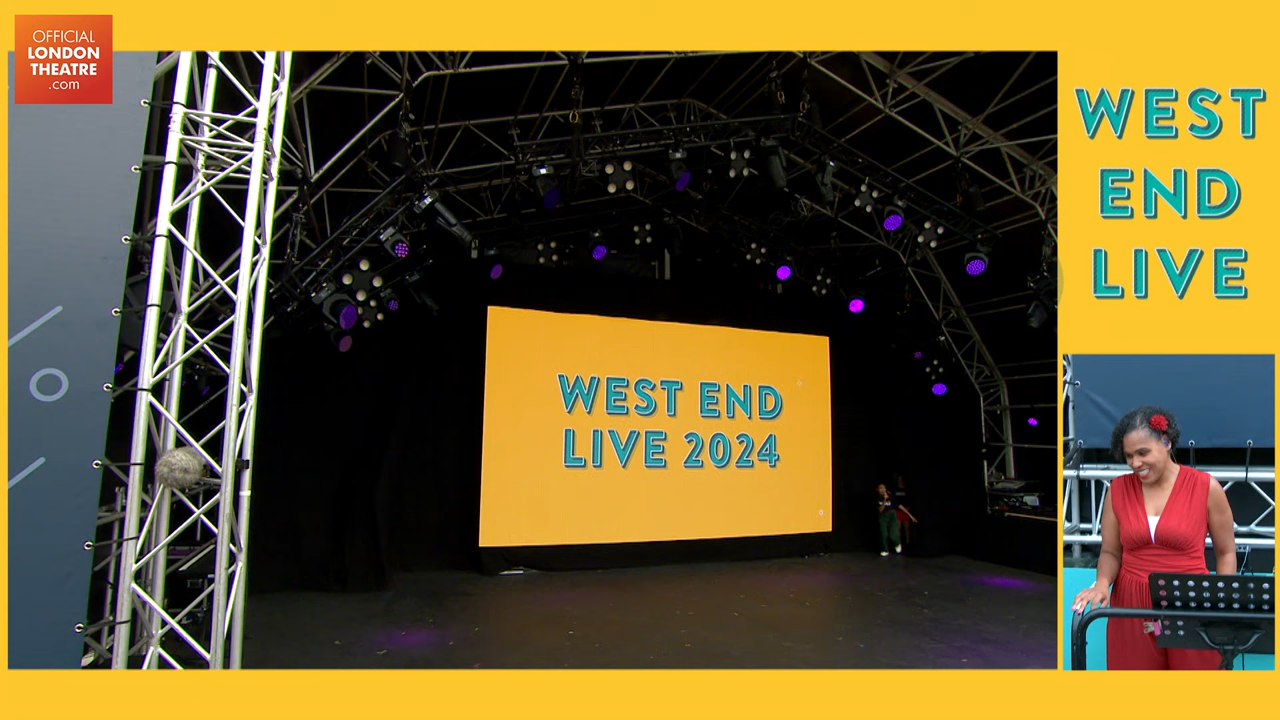 OFFICIAL
LONDON
THEATRE
.com
WEST END
LIVE 2024
WEST
END
LIVE